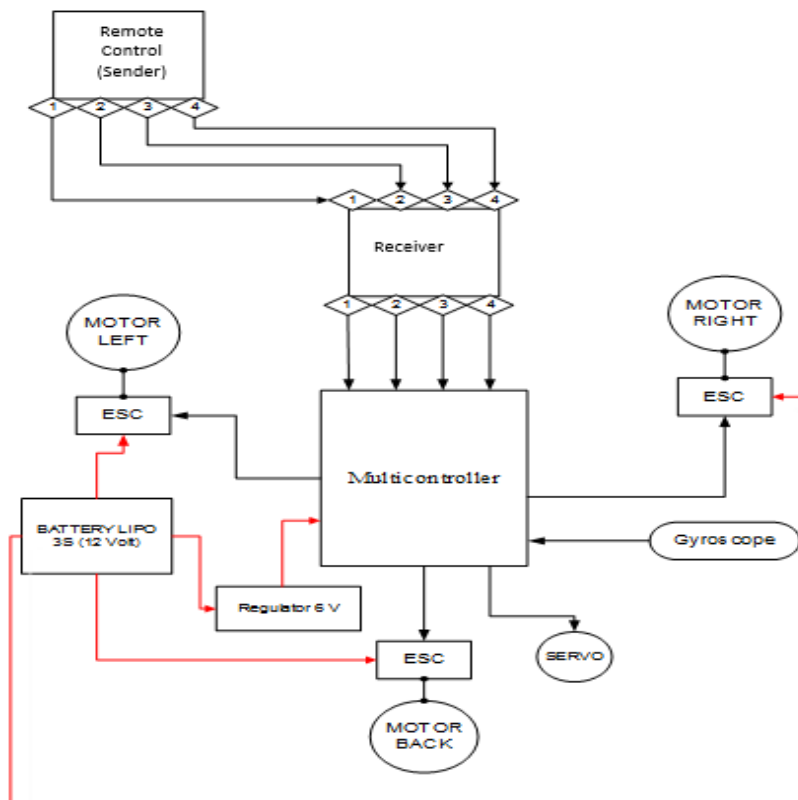 Remote
Control
(Sender)
1 2 3 4
1 2 3 4
Receiver
1 2 3 4
MOTOR
LEFT
MOTOR
RIGHT
ESC
ESC
Multicontroller
BATTERY LIPO
3S (12 Volt)
Gyroscope
Regulator 5 V
ESC
SERVO
MOTOR
BACK